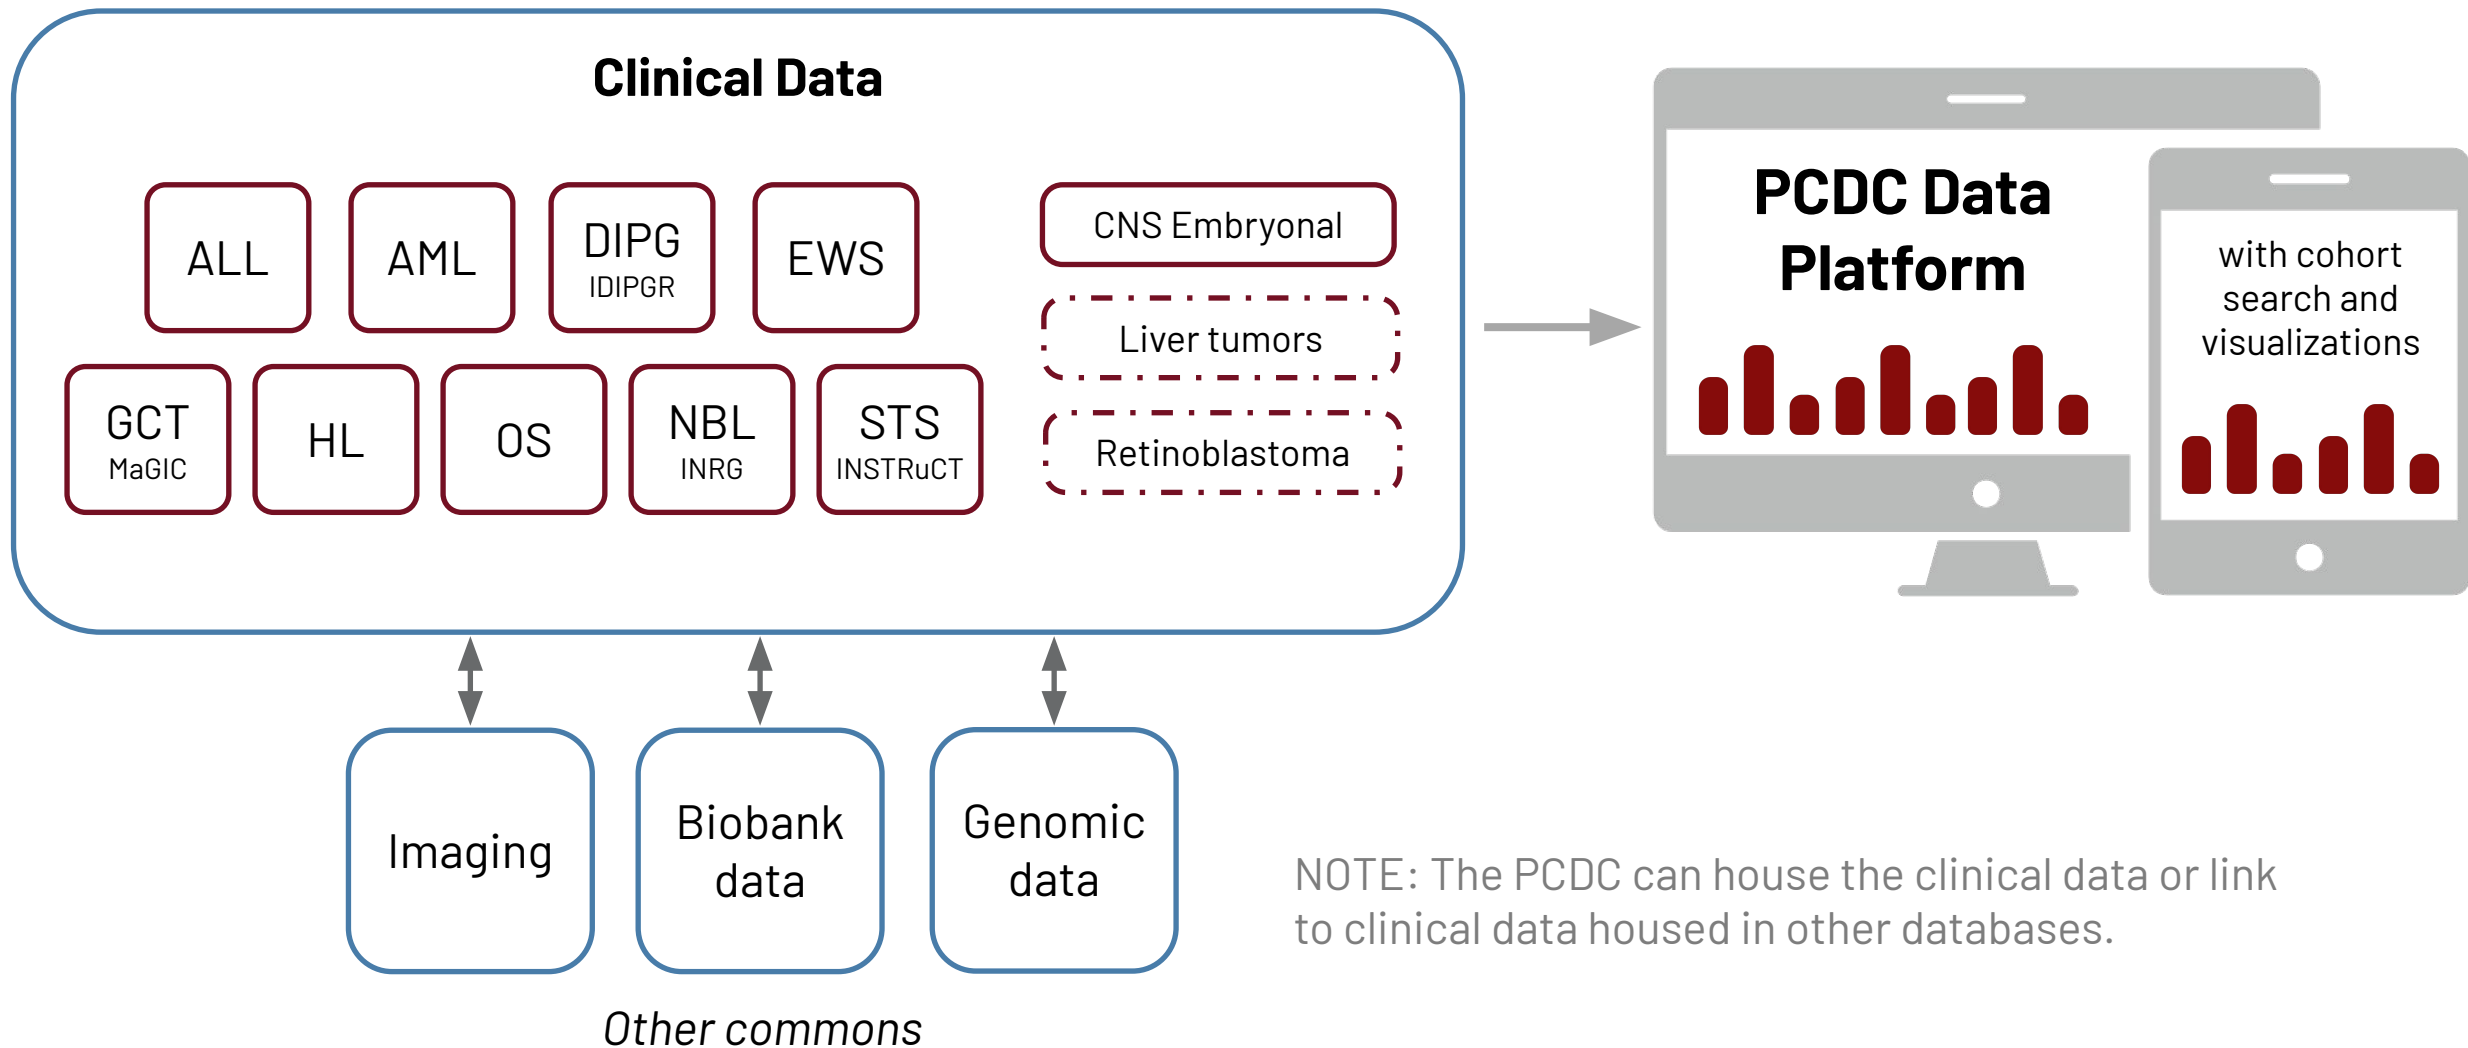 Clinical Data
ALL
AML
DIPG
IDIPGR
EWS
GCT
MaGIC
HL
OS
NBL
INRG
STS
INSTRuCT
CNS Embryonal
Liver tumors
Retinoblastoma
PCDC Data
Platform
with cohort
search and
visualizations
Imaging
Biobank
data
Genomic
data
Other commons
NOTE: The PCDC can house the clinical data or link
to clinical data housed in other databases.